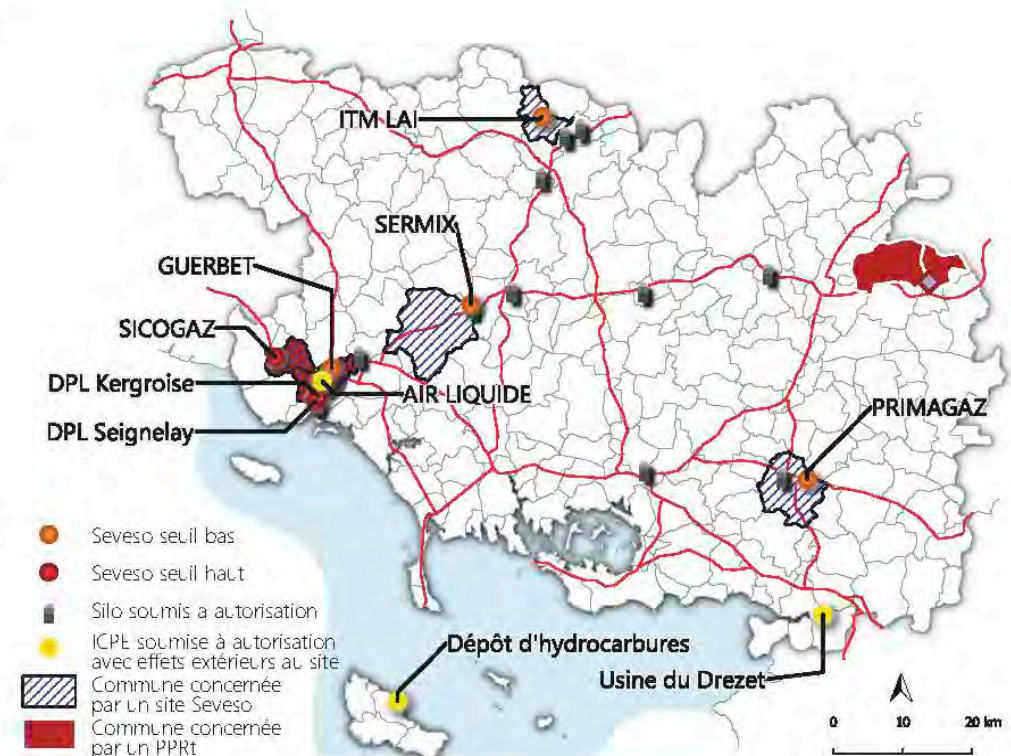 ITM LAI
SERMIX
GUERBET
SICOGAZ
DPL Kergroise
AIR LIQUIDE
DPL Seignelay
PRIMAGAZ
Seveso seuil bas
Seveso seuil haut
Silo soumis a autorisation
ICPE soumise à autorisation
avec effets extérieurs au site
Commune concernée
par un site Seveso
Commune concernée
par un PPRt
Dépôt d'hydrocarbures
Usine du Drezet
0 10 20 km